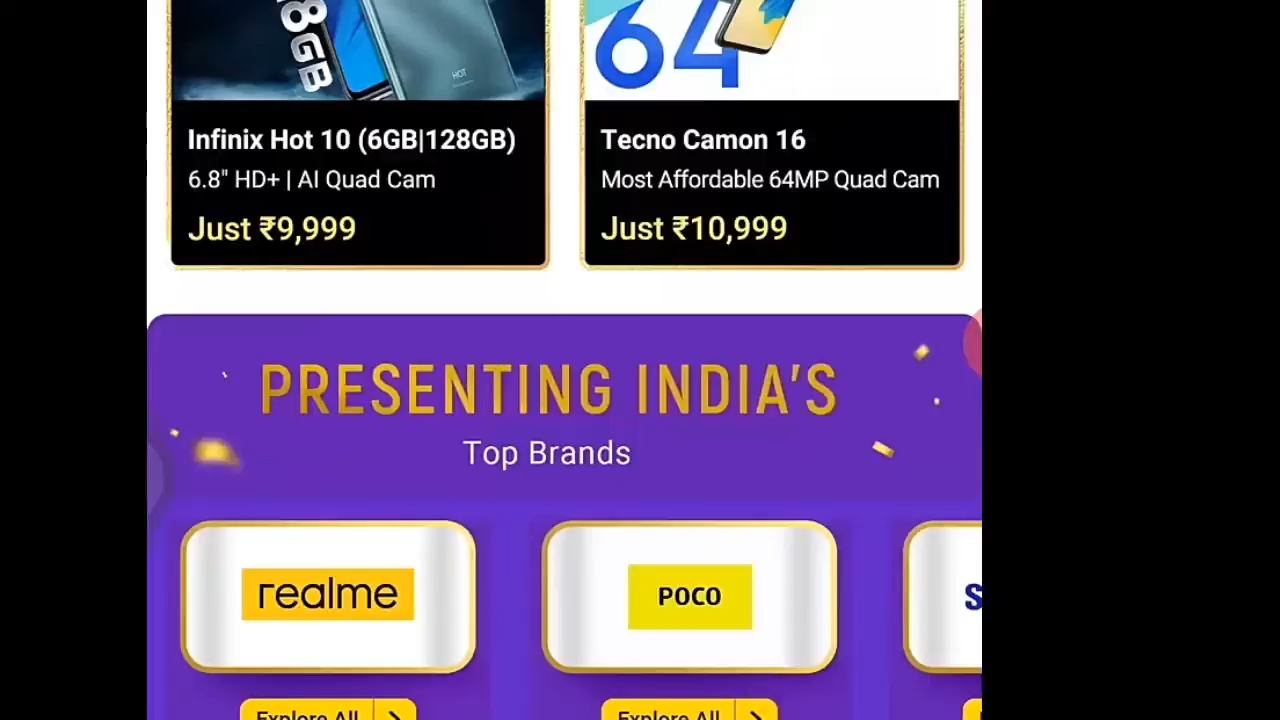 8GB
HOT
64
Infinix Hot 10 (6GB|128GB)
6.8" HD+ | AI Quad Cam
Just ₹9,999
Tecno Camon 16
Most Affordable 64MP Quad Cam
Just ₹10,999
PRESENTING INDIA'S
Top Brands
realme
POCO
S
Explore All
Explore All